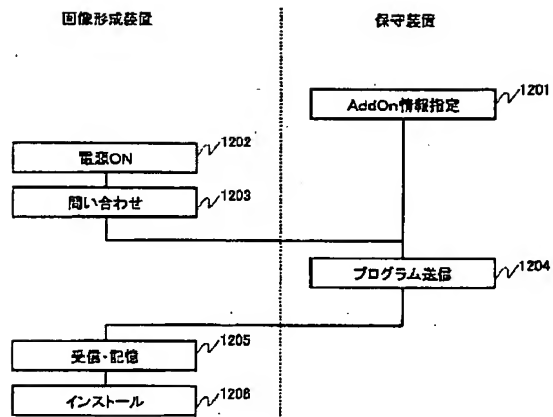 画像形成装置
保守装置
AddOn情報指定
1201
電源ON
1202
問い合わせ
1203
プログラム送信
1204
受信・記憶
1205
インストール
1206